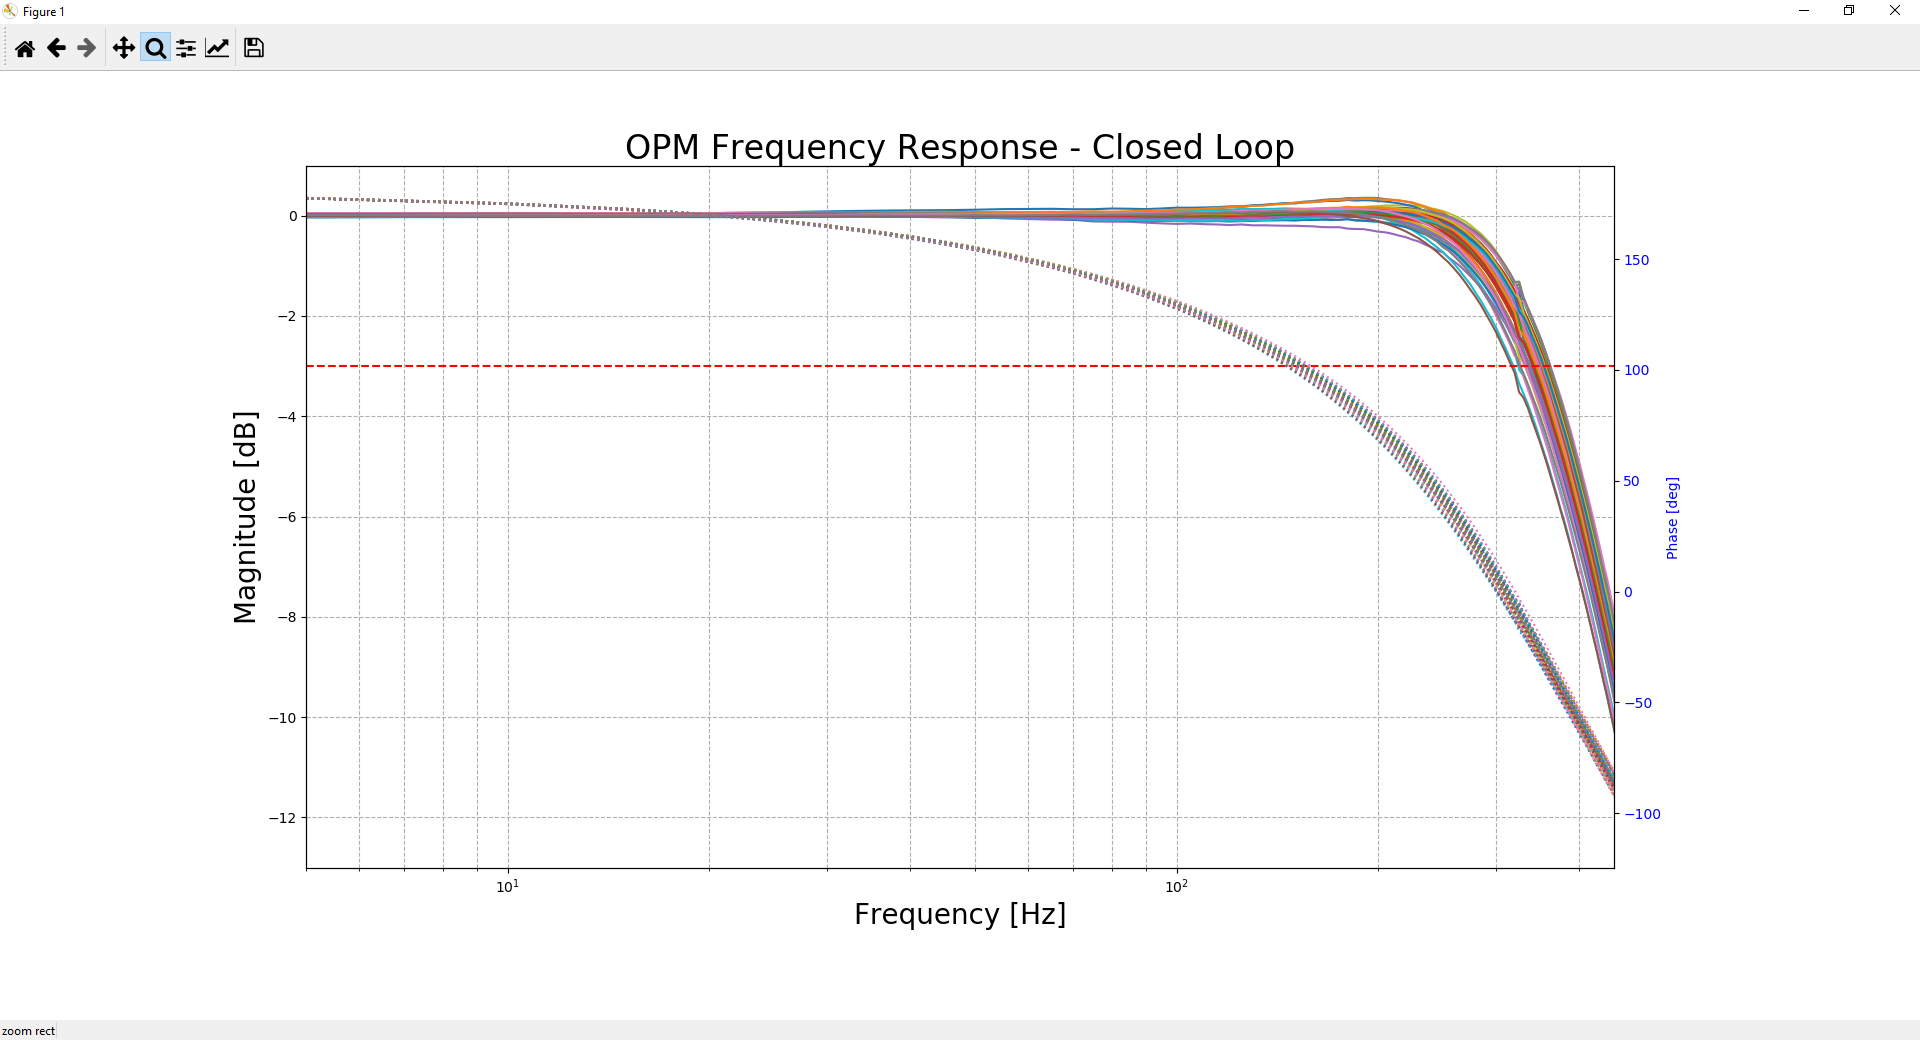 Figure 1
OPM Frequency Response - Closed Loop
0
−2
−4
−6
−8
−10
−12
Magnitude [dB]
150
100
50
0
−50
−100
Phase [deg]
10¹
10²
Frequency [Hz]
zoom rect